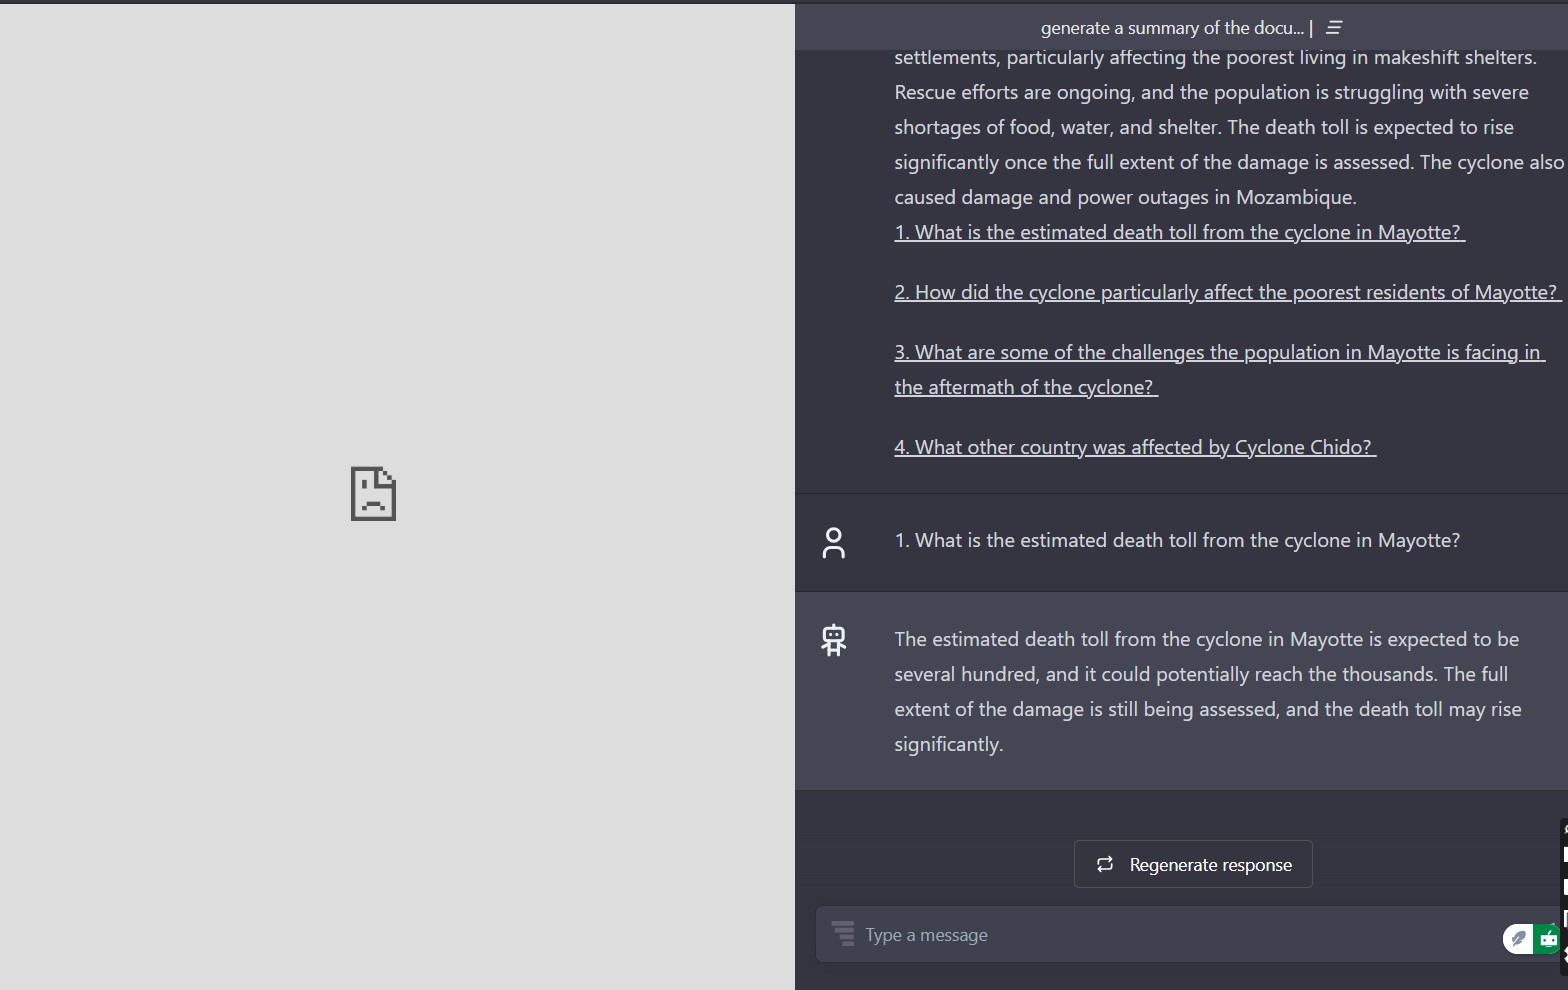 generate a summary of the docu... |
settlements, particularly affecting the poorest living in makeshift shelters.
Rescue efforts are ongoing, and the population is struggling with severe
shortages of food, water, and shelter. The death toll is expected to rise
significantly once the full extent of the damage is assessed. The cyclone also
caused damage and power outages in Mozambique.
1. What is the estimated death toll from the cyclone in Mayotte?
2. How did the cyclone particularly affect the poorest residents of Mayotte?
3. What are some of the challenges the population in Mayotte is facing in
the aftermath of the cyclone?
4. What other country was affected by Cyclone Chido?
1. What is the estimated death toll from the cyclone in Mayotte?
The estimated death toll from the cyclone in Mayotte is expected to be
several hundred, and it could potentially reach the thousands. The full
extent of the damage is still being assessed, and the death toll may rise
significantly.
Regenerate response
Type a message